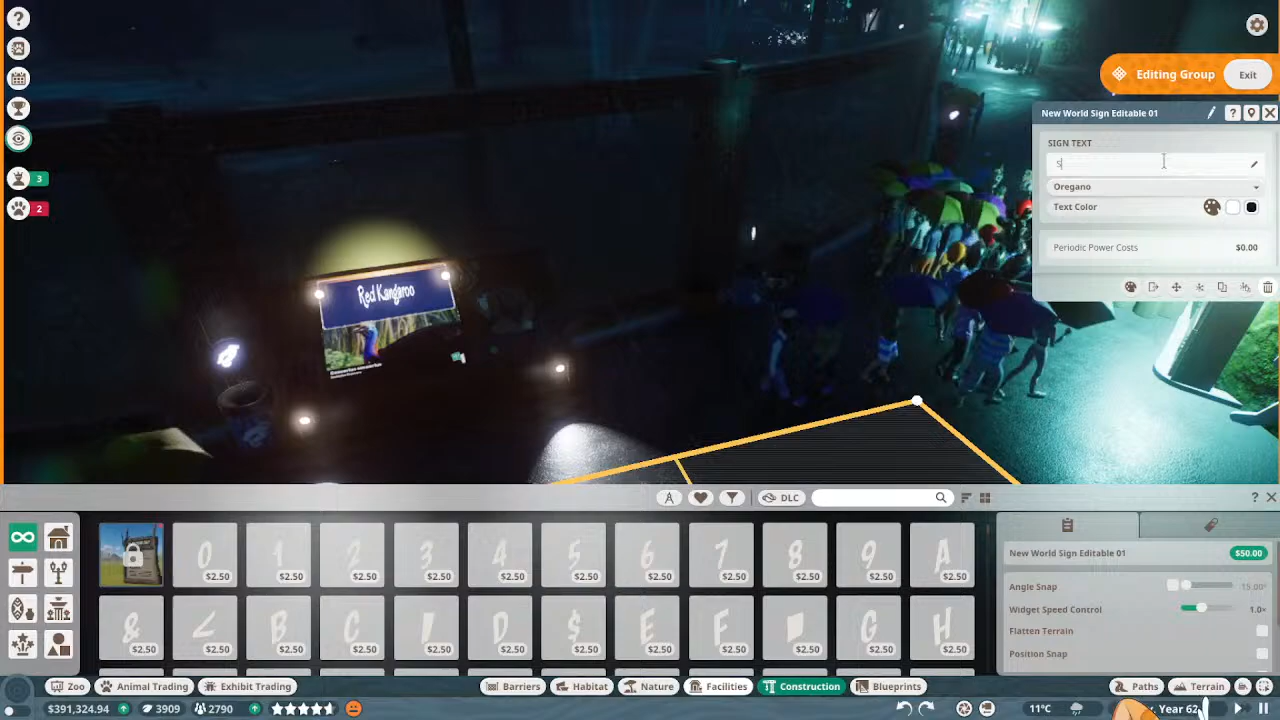 Editing Group
Exit
New World Sign Editable 01
?
SIGN TEXT
S
Oregano
Text Color
Periodic Power Costs
$0.00
?
3
2
Red Kangaroo
DLC
?
0
$2.50
1
$2.50
2
$2.50
3
$2.50
4
$2.50
5
$2.50
6
$2.50
7
$2.50
8
$2.50
9
$2.50
A
$2.50
&
$2.50
<
$2.50
B
$2.50
C
$2.50
$2.50
D
$2.50
$
$2.50
E
$2.50
F
$2.50
$2.50
G
$2.50
H
$2.50
New World Sign Editable 01
$50.00
Angle Snap
15.00°
Widget Speed Control
1.0×
Flatten Terrain
Position Snap
Zoo
Animal Trading
Exhibit Trading
Barriers
Habitat
Nature
Facilities
Construction
Blueprints
Paths
Terrain
$391,324.94
3909
2790
11°C
Year 62